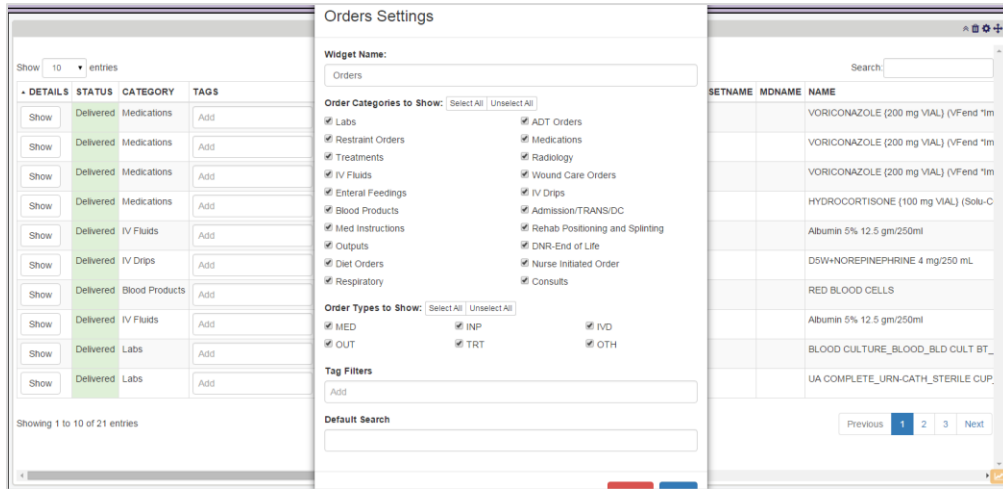 Orders Settings
Widget Name:
Orders
Order Categories to Show: Select All Unselect All
Labs ADT Orders
Restraint Orders Medications
Treatments Radiology
IV Fluids Wound Care Orders
Enteral Feedings IV Drips
Blood Products Admission/TRANS/DC
Med Instructions Rehab Positioning and Splinting
Outputs DNR-End of Life
Diet Orders Nurse Initiated Order
Respiratory Consults
Order Types to Show: Select All Unselect All
MED INP IVD
OUT TRT OTH
Tag Filters
Add
Default Search
Show 10 entries Search:
DETAILS STATUS CATEGORY TAGS SETNAME MDNAME NAME
Show Delivered Medications Add VORICONAZOLE {200 mg VIAL} (VFend *Im
Show Delivered Medications Add VORICONAZOLE {200 mg VIAL} (VFend *Im
Show Delivered Medications Add VORICONAZOLE {200 mg VIAL} (VFend *Im
Show Delivered Medications Add HYDROCORTISONE {100 mg VIAL} (Solu-C
Show Delivered IV Fluids Add Albumin 5% 12.5 gm/250ml
Show Delivered IV Drips Add D5W+NOREPINEPHRINE 4 mg/250 mL
Show Delivered Blood Products Add RED BLOOD CELLS
Show Delivered IV Fluids Add Albumin 5% 12.5 gm/250ml
Show Delivered Labs Add BLOOD CULTURE_BLOOD_BLD CULT BT_
Show Delivered Labs Add UA COMPLETE_URN-CATH_STERILE CUP_
Showing 1 to 10 of 21 entries Previous 1 2 3 Next